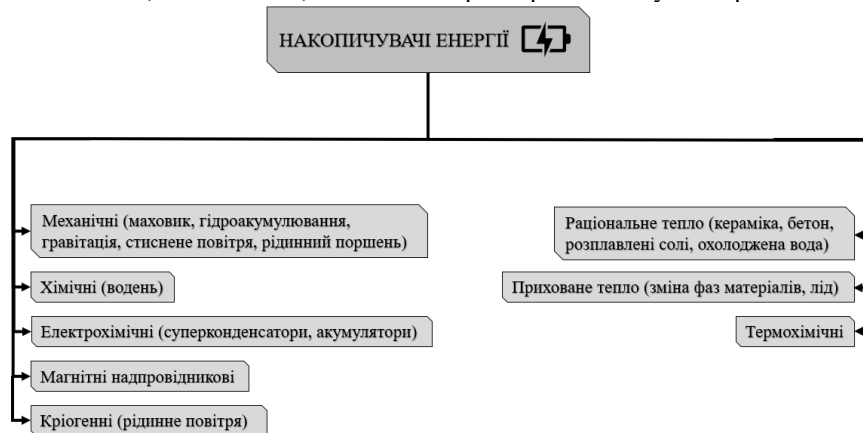 НАКОПИЧУВАЧІ ЕНЕРГІЇ
Механічні (маховик, гідроакумулювання,
гравітація, стиснене повітря, рідинний поршень)
Хімічні (водень)
Електрохімічні (суперконденсатори, акумулятори)
Магнітні надпровідникові
Кріогенні (рідинне повітря)
Раціональне тепло (кераміка, бетон,
розплавлені солі, охолоджена вода)
Приховане тепло (зміна фаз матеріалів, лід)
Термохімічні